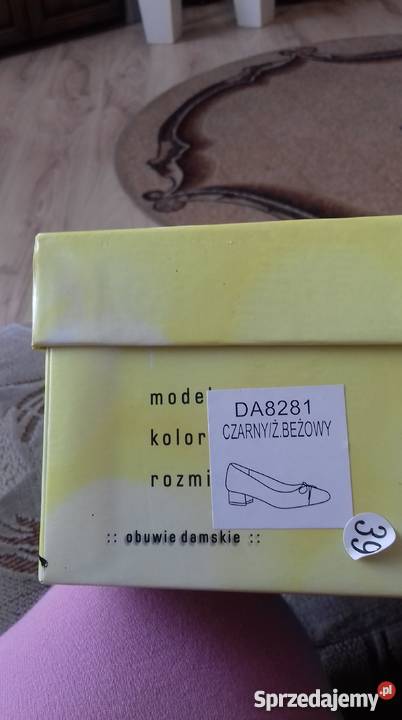 model
DA8281
kolor
CZARNY/Ż.BEŻOWY
rozmi
:: obuwie damskie ::
39
Sprzedajemy.pl